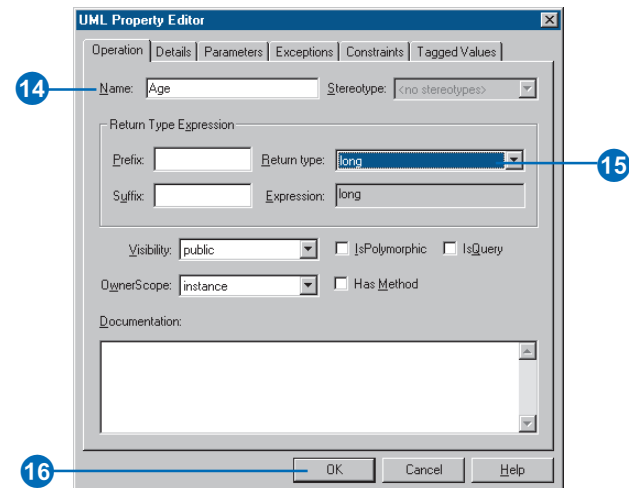 UML Property Editor
Operation Details Parameters Exceptions Constraints Tagged Values
14 Name: Age Stereotype: <no stereotypes>
Return Type Expression
Prefix: Return type: long 15
Suffix: Expression: long
Visibility: public IsPolymorphic IsQuery
OwnerScope: instance Has Method
Documentation:
16 OK Cancel Help